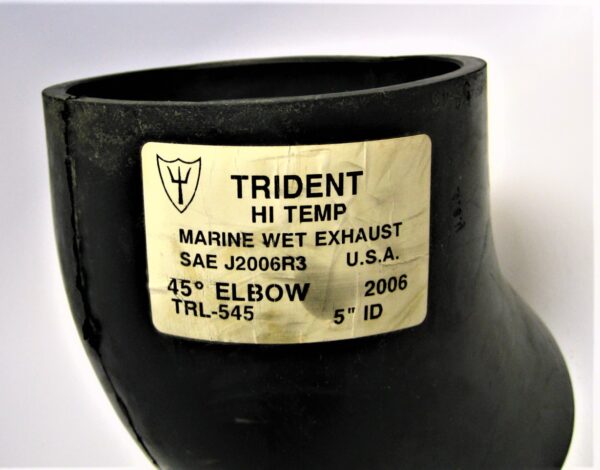 TRIDENT
HI TEMP
MARINE WET EXHAUST
SAE J2006R3 U.S.A.
45° ELBOW 2006
TRL-545 5" ID